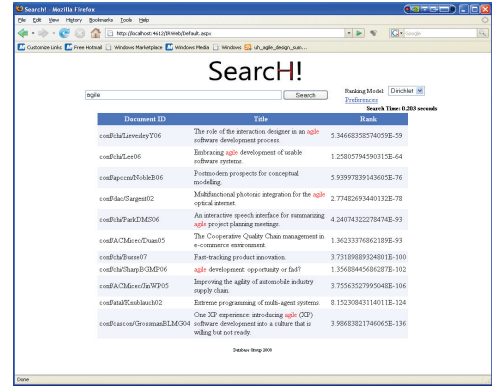 Search! - Mozilla Firefox
File Edit View History Bookmarks Tools Help
http://localhost:4612/IRWeb/Default.aspx
Google
Customize Links Free Hotmail Windows Marketplace Windows Media Windows uh_agile_design_sum...
SearcH!
agile Search
Ranking Model: Dirichlet
Preferences
Search Time: 0.203 seconds
Document ID Title Rank
conf/chi/LievesleyY06 The role of the interaction designer in an agile software development process. 5.34668358574059E-59
conf/chi/Lee06 Embracing agile development of usable software systems. 1.25805794590315E-64
conf/apccm/NobleB06 Postmodern prospects for conceptual modelling. 5.93997839143605E-76
conf/dac/Sargent02 Multifunctional photonic integration for the agile optical internet. 2.77482693440132E-78
conf/chi/ParkDMS06 An interactive speech interface for summarizing agile project planning meetings. 4.24074322278474E-93
conf/ACMicec/Duan05 The Cooperative Quality Chain management in e-commerce environment. 1.36233376862189E-93
conf/chi/Busse07 Fast-tracking product innovation. 3.73189889324801E-100
conf/chi/SharpBGMP06 agile development: opportunity or fad? 1.35688445686287E-102
conf/ACMicec/JinWP05 Improving the agility of automobile industry supply chain. 3.75563527995048E-106
conf/atal/Knublauch02 Extreme programming of multi-agent systems. 8.15230843114011E-124
conf/cascon/GrossmanBLMG04 One XP experience: introducing agile (XP) software development into a culture that is willing but not ready. 3.98683821746065E-136
Database Group 2008
Done